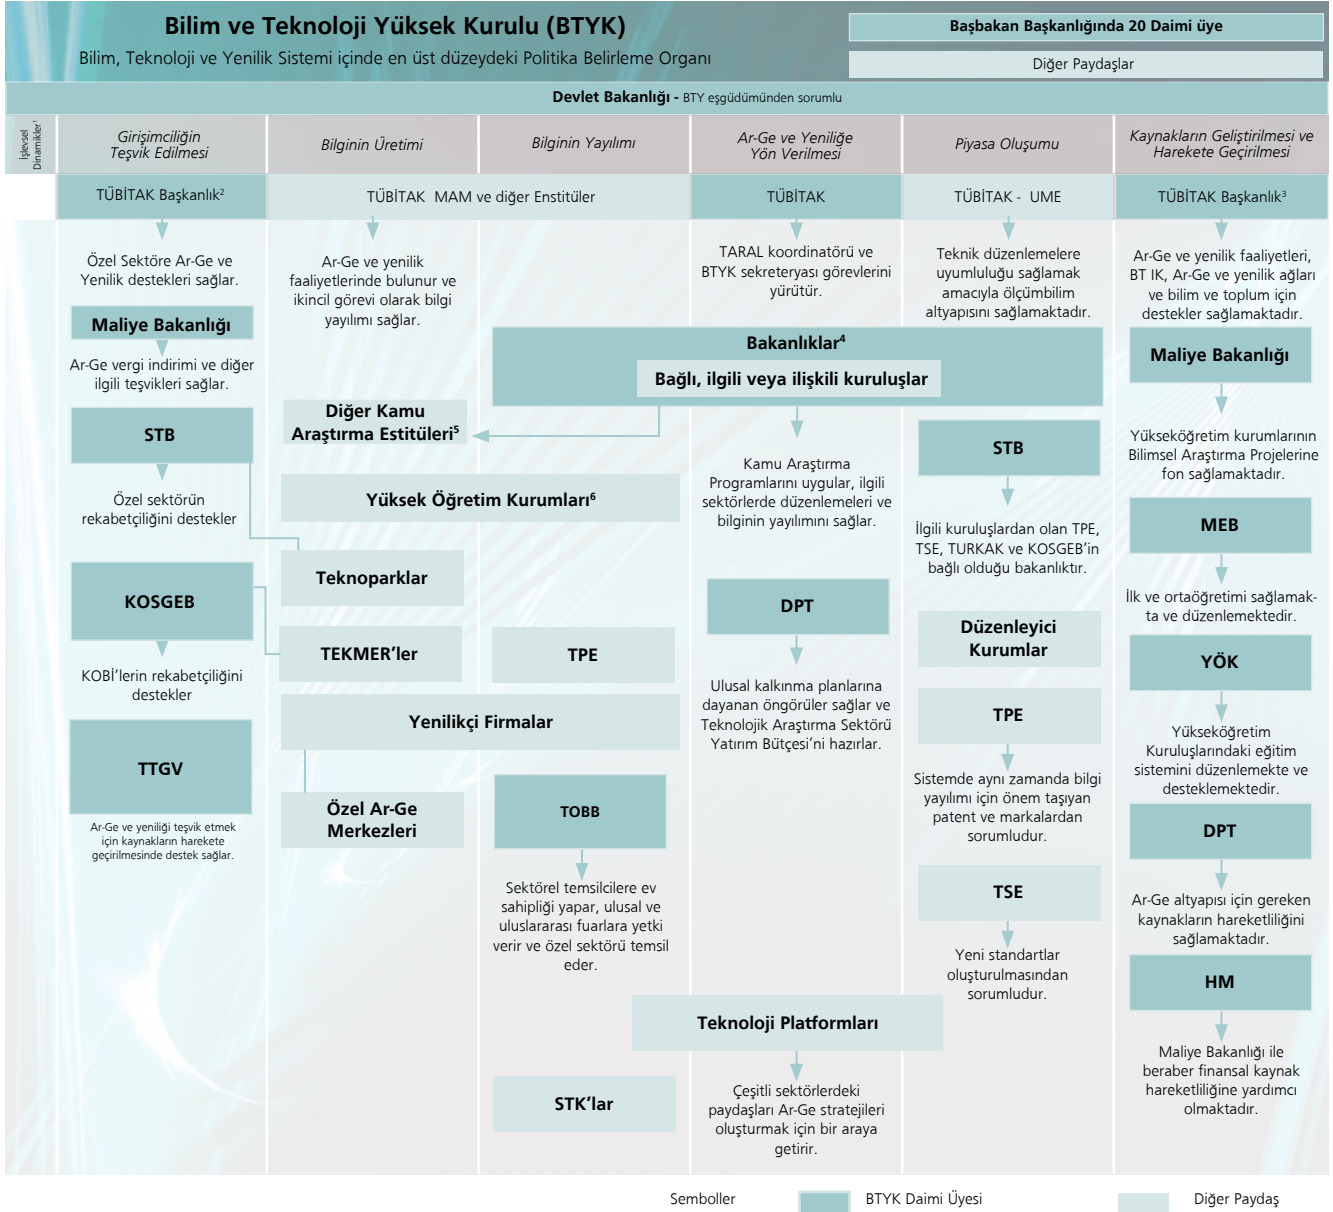 Bilim ve Teknoloji Yüksek Kurulu (BTYK)
Bilim, Teknoloji ve Yenilik Sistemi içinde en üst düzeydeki Politika Belirleme Organı
Başbakan Başkanlığında 20 Daimi üye
Diğer Paydaşlar
Devlet Bakanlığı - BTY eşgüdümünden sorumlu
İşlevsel
Dinamikler¹
Girişimciliğin
Teşvik Edilmesi
Bilginin Üretimi
Bilginin Yayılımı
Ar-Ge ve Yeniliğe
Yön Verilmesi
Piyasa Oluşumu
Kaynakların Geliştirilmesi ve
Harekete Geçirilmesi
TÜBİTAK Başkanlık²
TÜBİTAK MAM ve diğer Enstitüler
TÜBİTAK
TÜBİTAK - UME
TÜBİTAK Başkanlık³
Özel Sektöre Ar-Ge ve
Yenilik destekleri sağlar.
Maliye Bakanlığı
Ar-Ge vergi indirimi ve diğer
ilgili teşvikleri sağlar.
STB
Özel sektörün
rekabetçiliğini destekler
KOSGEB
KOBİ'lerin rekabetçiliğini
destekler
TTGV
Ar-Ge ve yeniliği teşvik etmek
için kaynakların harekete
geçirilmesinde destek sağlar.
Ar-Ge ve yenilik
faaliyetlerinde bulunur ve
ikincil görevi olarak bilgi
yayılımı sağlar.
Diğer Kamu
Araştırma Estitüleri⁵
Yüksek Öğretim Kurumları⁶
Teknoparklar
TEKMER'ler
TPE
Yenilikçi Firmalar
Özel Ar-Ge
Merkezleri
TOBB
Sektörel temsilcilere ev
sahipliği yapar, ulusal ve
uluslararası fuarlara yetki
verir ve özel sektörü temsil
eder.
STK'lar
TARAL koordinatörü ve
BTYK sekreteryası görevlerini
yürütür.
Bakanlıklar⁴
Bağlı, ilgili veya ilişkili kuruluşlar
Kamu Araştırma
Programlarını uygular, ilgili
sektörlerde düzenlemeleri ve
bilginin yayılımını sağlar.
DPT
Ulusal kalkınma planlarına
dayanan öngörüler sağlar ve
Teknolojik Araştırma Sektörü
Yatırım Bütçesi'ni hazırlar.
Teknoloji Platformları
Çeşitli sektörlerdeki
paydaşları Ar-Ge stratejileri
oluşturmak için bir araya
getirir.
Teknik düzenlemelere
uyumluluğu sağlamak
amacıyla ölçümbilim
altyapısını sağlamaktadır.
STB
İlgili kuruluşlardan olan TPE,
TSE, TURKAK ve KOSGEB'in
bağlı olduğu bakanlıktır.
Düzenleyici
Kurumlar
TPE
Sistemde aynı zamanda bilgi
yayılımı için önem taşıyan
patent ve markalardan
sorumludur.
TSE
Yeni standartlar
oluşturulmasından
sorumludur.
Ar-Ge ve yenilik faaliyetleri,
BT IK, Ar-Ge ve yenilik ağları
ve bilim ve toplum için
destekler sağlamaktadır.
Maliye Bakanlığı
Yükseköğretim kurumlarının
Bilimsel Araştırma Projelerine
fon sağlamaktadır.
MEB
İlk ve ortaöğretimi sağlamak-
ta ve düzenlemektedir.
YÖK
Yükseköğretim
Kuruluşlarındaki eğitim
sistemini düzenlemekte ve
desteklemektedir.
DPT
Ar-Ge altyapısı için gereken
kaynakların hareketliliğini
sağlamaktadır.
HM
Maliye Bakanlığı ile
beraber finansal kaynak
hareketliliğine yardımcı
olmaktadır.
Semboller
BTYK Daimi Üyesi
Diğer Paydaş